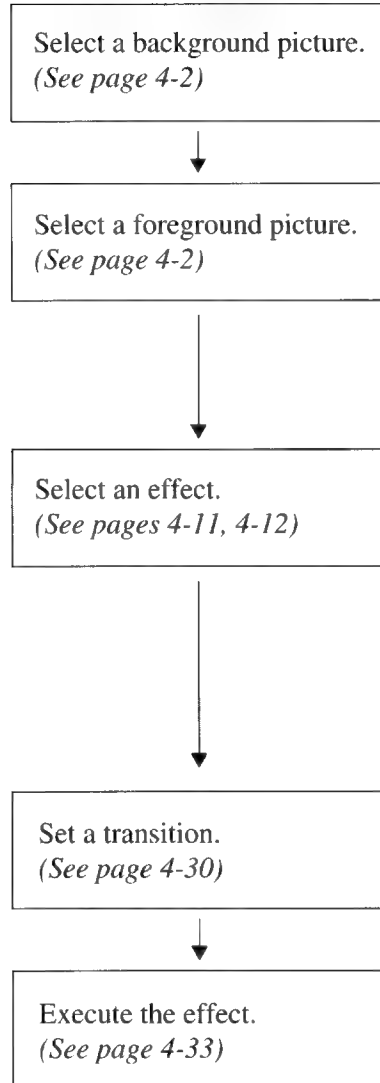 Select a background picture.
(See page 4-2)
Select a foreground picture.
(See page 4-2)
Select an effect.
(See pages 4-11, 4-12)
Set a transition.
(See page 4-30)
Execute the effect.
(See page 4-33)